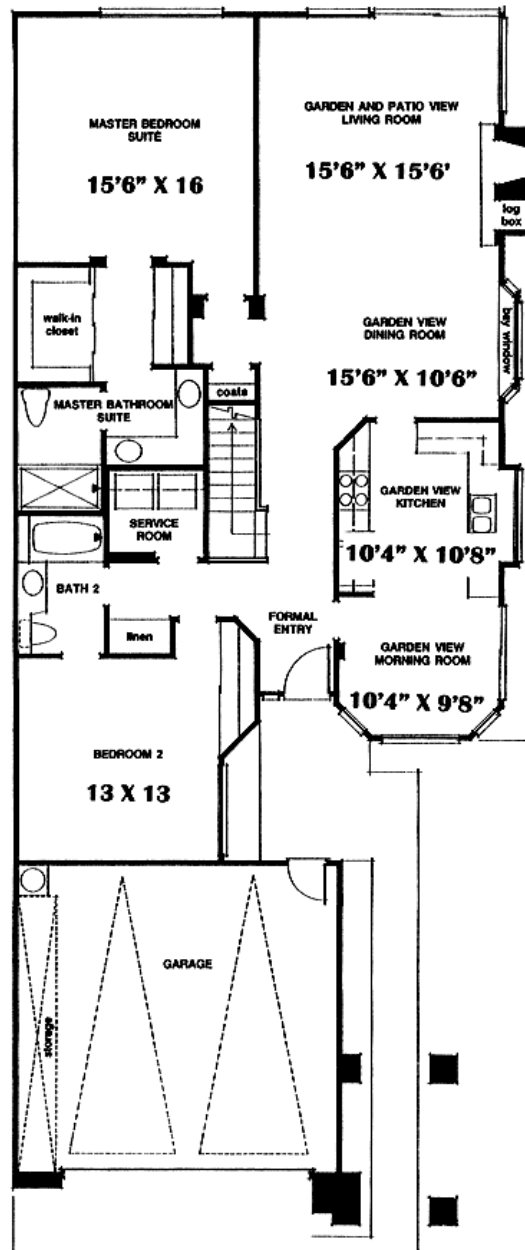 MASTER BEDROOM
SUITE
15'6" X 16
GARDEN AND PATIO VIEW
LIVING ROOM
15'6" X 15'6'
log
box
walk-in
closet
GARDEN VIEW
DINING ROOM
15'6" X 10'6"
bay window
coats
MASTER BATHROOM
SUITE
GARDEN VIEW
KITCHEN
10'4" X 10'8"
SERVICE
ROOM
BATH 2
linen
FORMAL
ENTRY
GARDEN VIEW
MORNING ROOM
10'4" X 9'8"
BEDROOM 2
13 X 13
GARAGE
storage